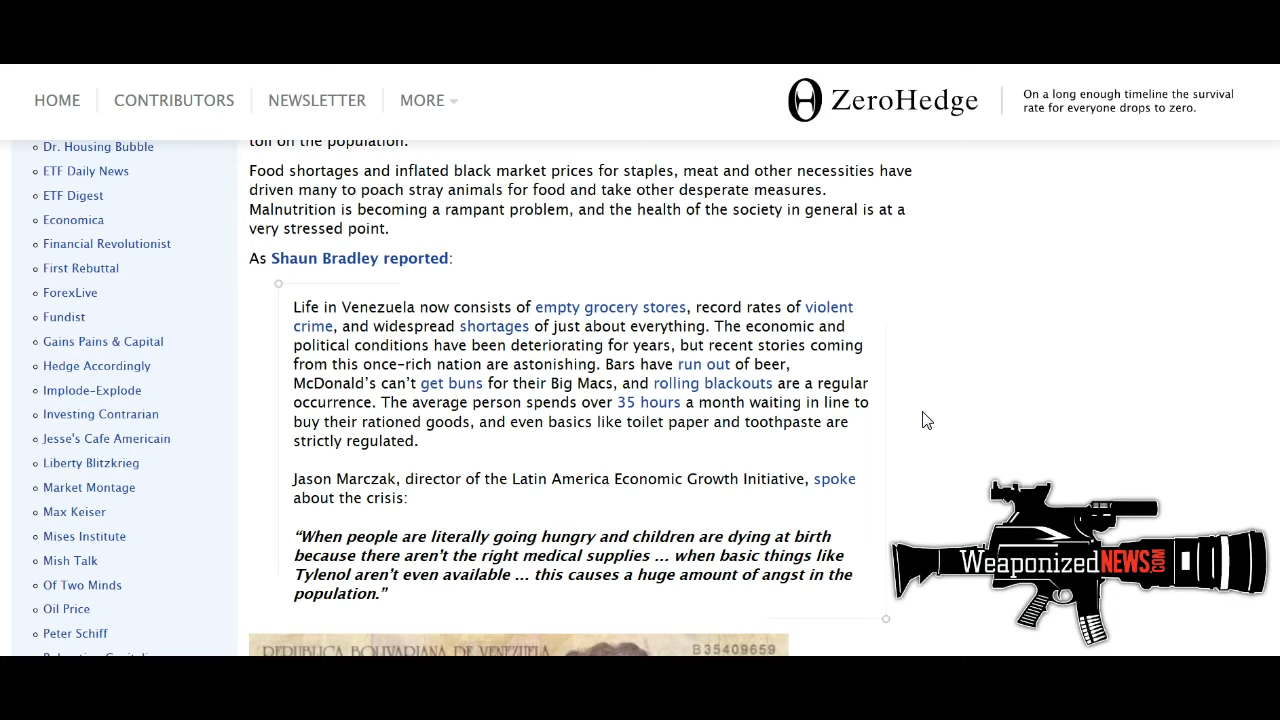 HOME
CONTRIBUTORS
NEWSLETTER
MORE
ZeroHedge
On a long enough timeline the survival
rate for everyone drops to zero.
Dr. Housing Bubble
ETF Daily News
ETF Digest
Economica
Financial Revolutionist
First Rebuttal
ForexLive
Fundist
Gains Pains & Capital
Hedge Accordingly
Implode-Explode
Investing Contrarian
Jesse's Cafe Americain
Liberty Blitzkrieg
Market Montage
Max Keiser
Mises Institute
Mish Talk
Of Two Minds
Oil Price
Peter Schiff
toll on the population.
Food shortages and inflated black market prices for staples, meat and other necessities have
driven many to poach stray animals for food and take other desperate measures.
Malnutrition is becoming a rampant problem, and the health of the society in general is at a
very stressed point.
As Shaun Bradley reported:
Life in Venezuela now consists of empty grocery stores, record rates of violent
crime, and widespread shortages of just about everything. The economic and
political conditions have been deteriorating for years, but recent stories coming
from this once-rich nation are astonishing. Bars have run out of beer,
McDonald's can't get buns for their Big Macs, and rolling blackouts are a regular
occurrence. The average person spends over 35 hours a month waiting in line to
buy their rationed goods, and even basics like toilet paper and toothpaste are
strictly regulated.
Jason Marczak, director of the Latin America Economic Growth Initiative, spoke
about the crisis:
“When people are literally going hungry and children are dying at birth
because there aren't the right medical supplies ... when basic things like
Tylenol aren't even available ... this causes a huge amount of angst in the
population.”
REPUBLICA BOLIVARIANA DE VENEZUELA
B35409659
WeaponizedNEWS.COM